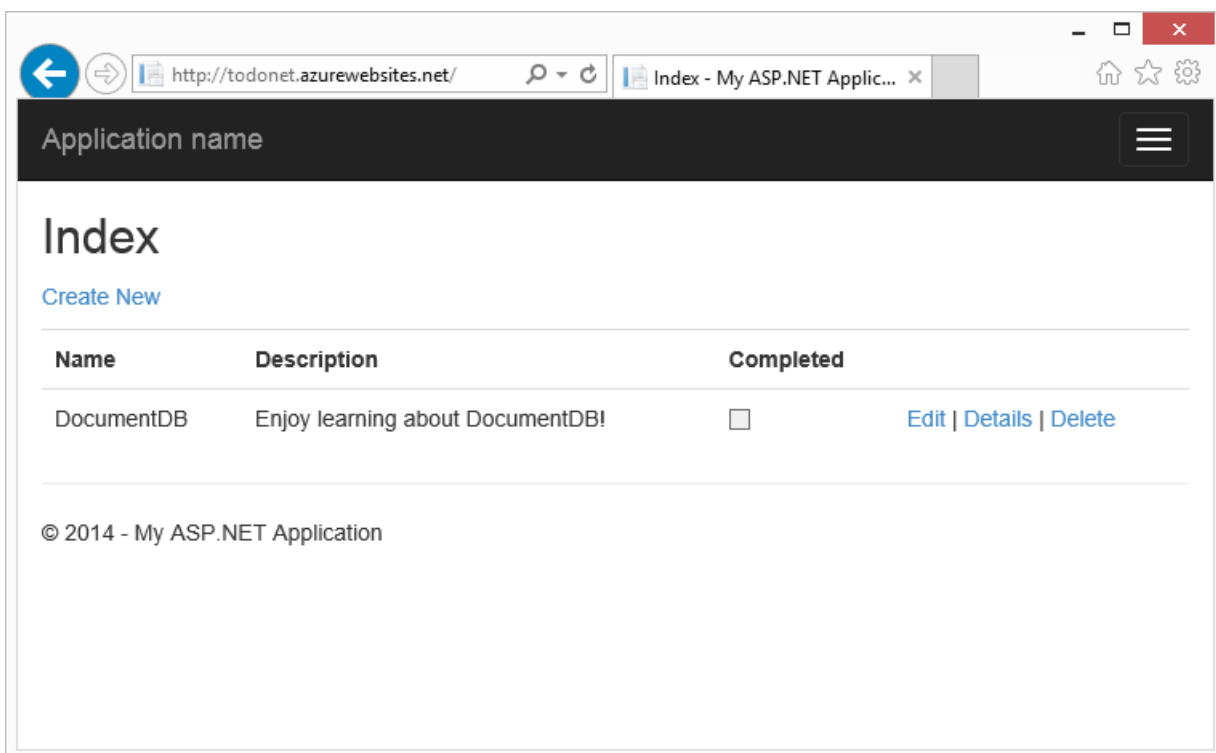 http://todonet.azurewebsites.net/ Index - My ASP.NET Applic...
Application name
Index
Create New
Name Description Completed
DocumentDB Enjoy learning about DocumentDB! Edit | Details | Delete
© 2014 - My ASP.NET Application